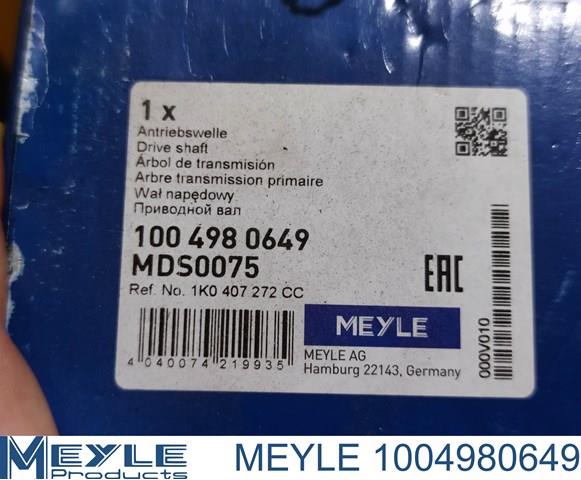 1 x
Antriebswelle
Drive shaft
Árbol de transmisión
Arbre transmission primaire
Wał napędowy
Приводной вал
100 498 0649
MDS0075
Ref. No. 1K0 407 272 CC
EAC
4 040074 219935
MEYLE
MEYLE AG
Hamburg 22143, Germany
000V010
MEYLE
Products
MEYLE 1004980649